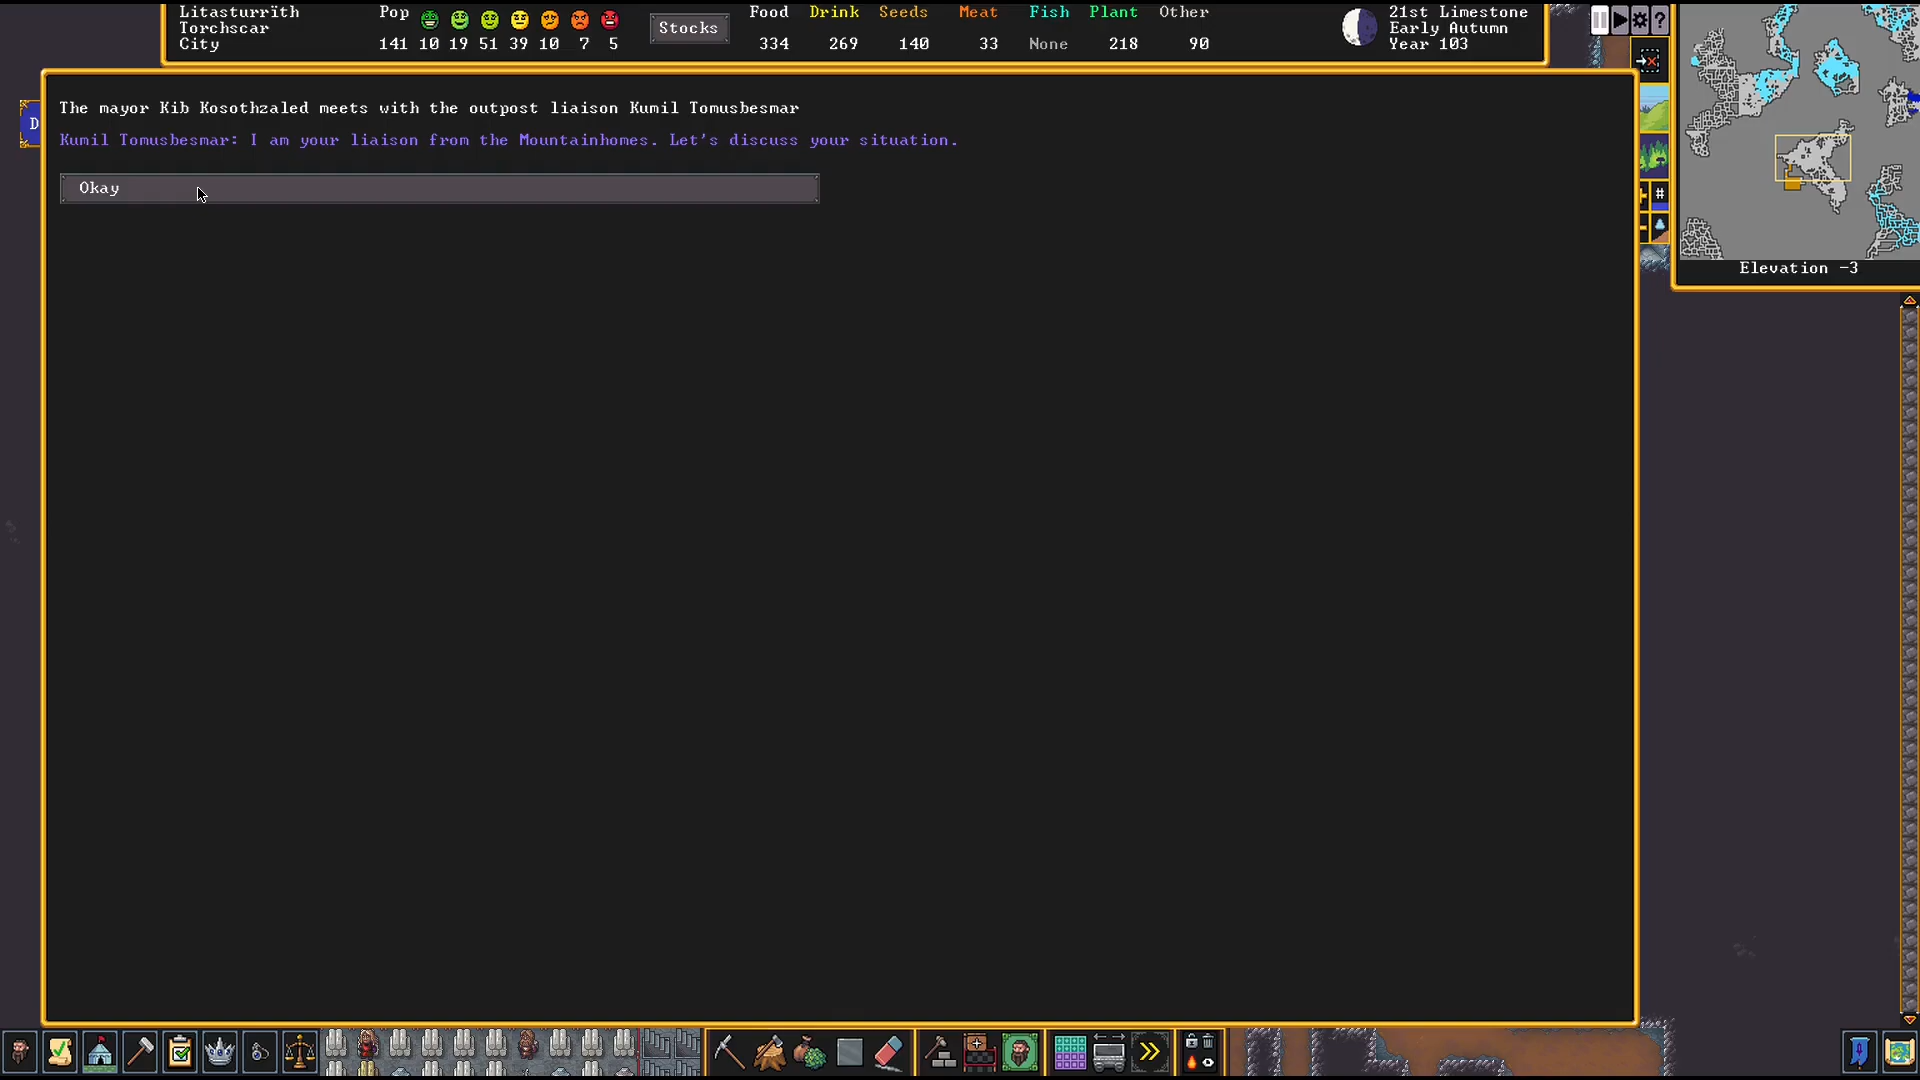 Litasturrïth
Torchscar
City
Pop
141 10 19 51 39 10 7 5
Stocks
Food Drink Seeds Meat Fish Plant Other
334 269 140 33 None 218 90
21st Limestone
Early Autumn
Year 103
?
D
#
The mayor Kib Kosothzaled meets with the outpost liaison Kumil Tomusbesmar
Kumil Tomusbesmar: I am your liaison from the Mountainhomes. Let's discuss your situation.
Okay
Elevation -3